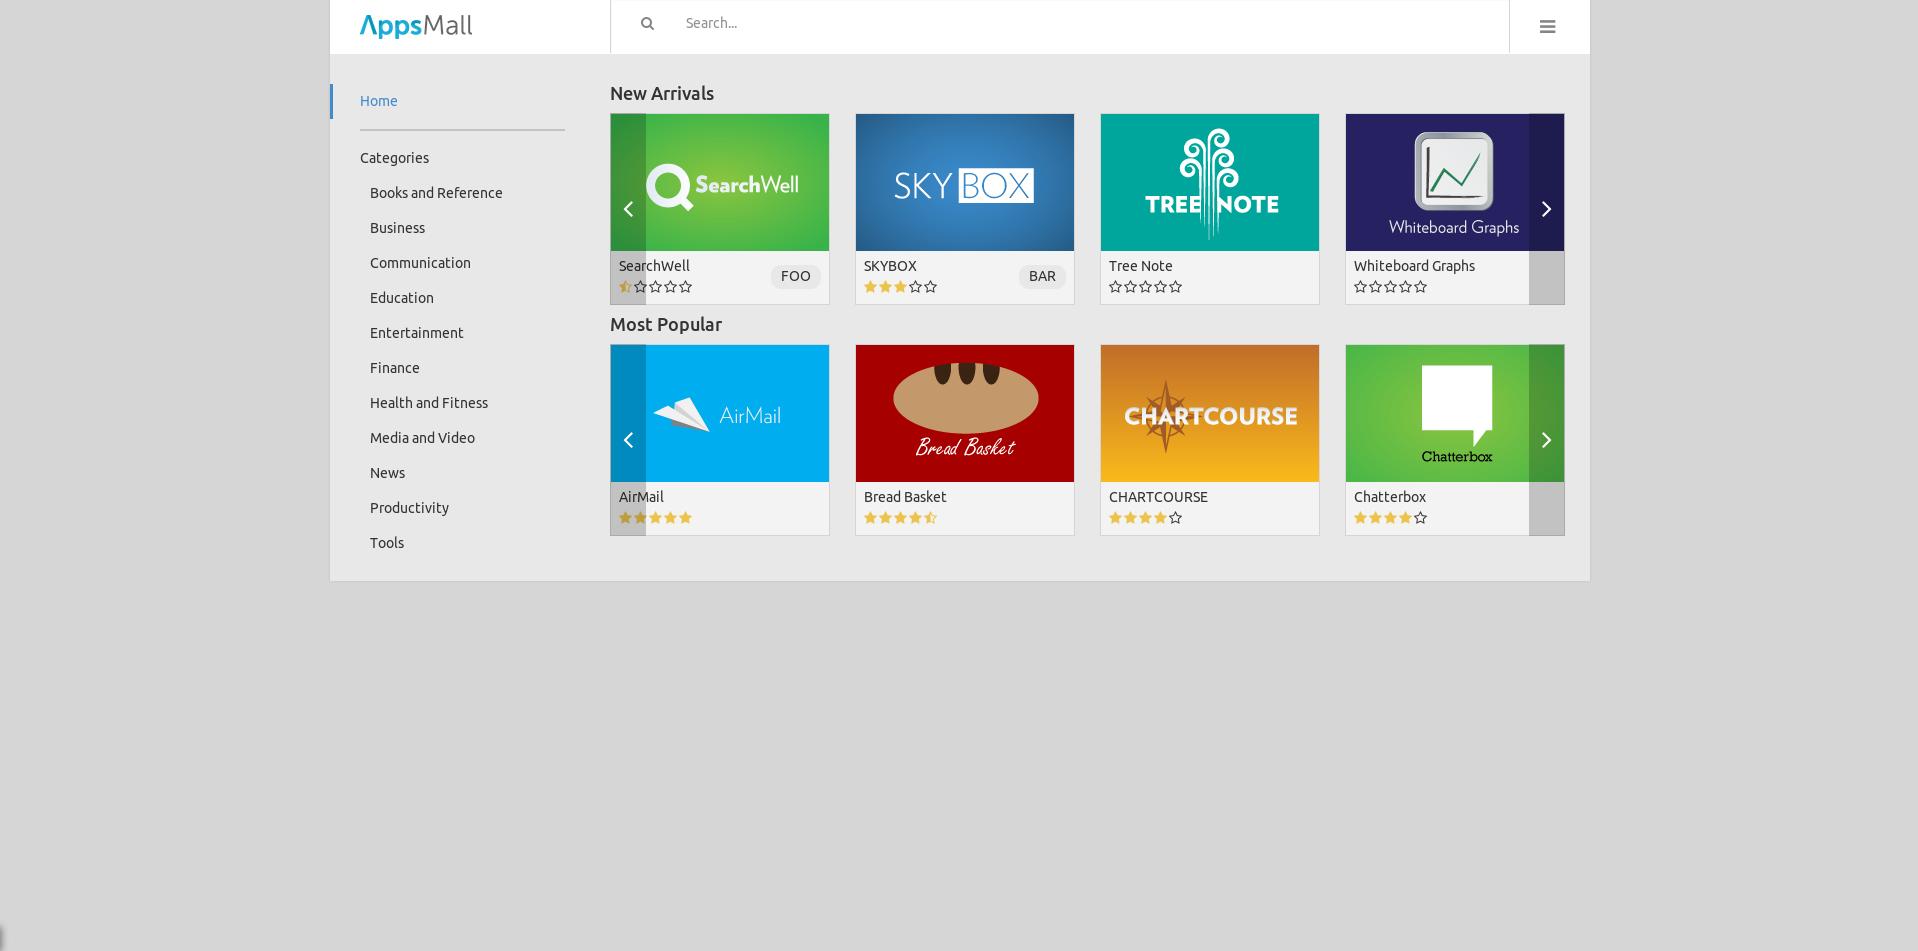 AppsMall
Search...
Home
Categories
Books and Reference
Business
Communication
Education
Entertainment
Finance
Health and Fitness
Media and Video
News
Productivity
Tools
New Arrivals
SearchWell
SKYBOX
TREE NOTE
Whiteboard Graphs
SearchWell
FOO
SKYBOX
BAR
Tree Note
Whiteboard Graphs
Most Popular
AirMail
Bread Basket
CHARTCOURSE
Chatterbox
AirMail
Bread Basket
CHARTCOURSE
Chatterbox